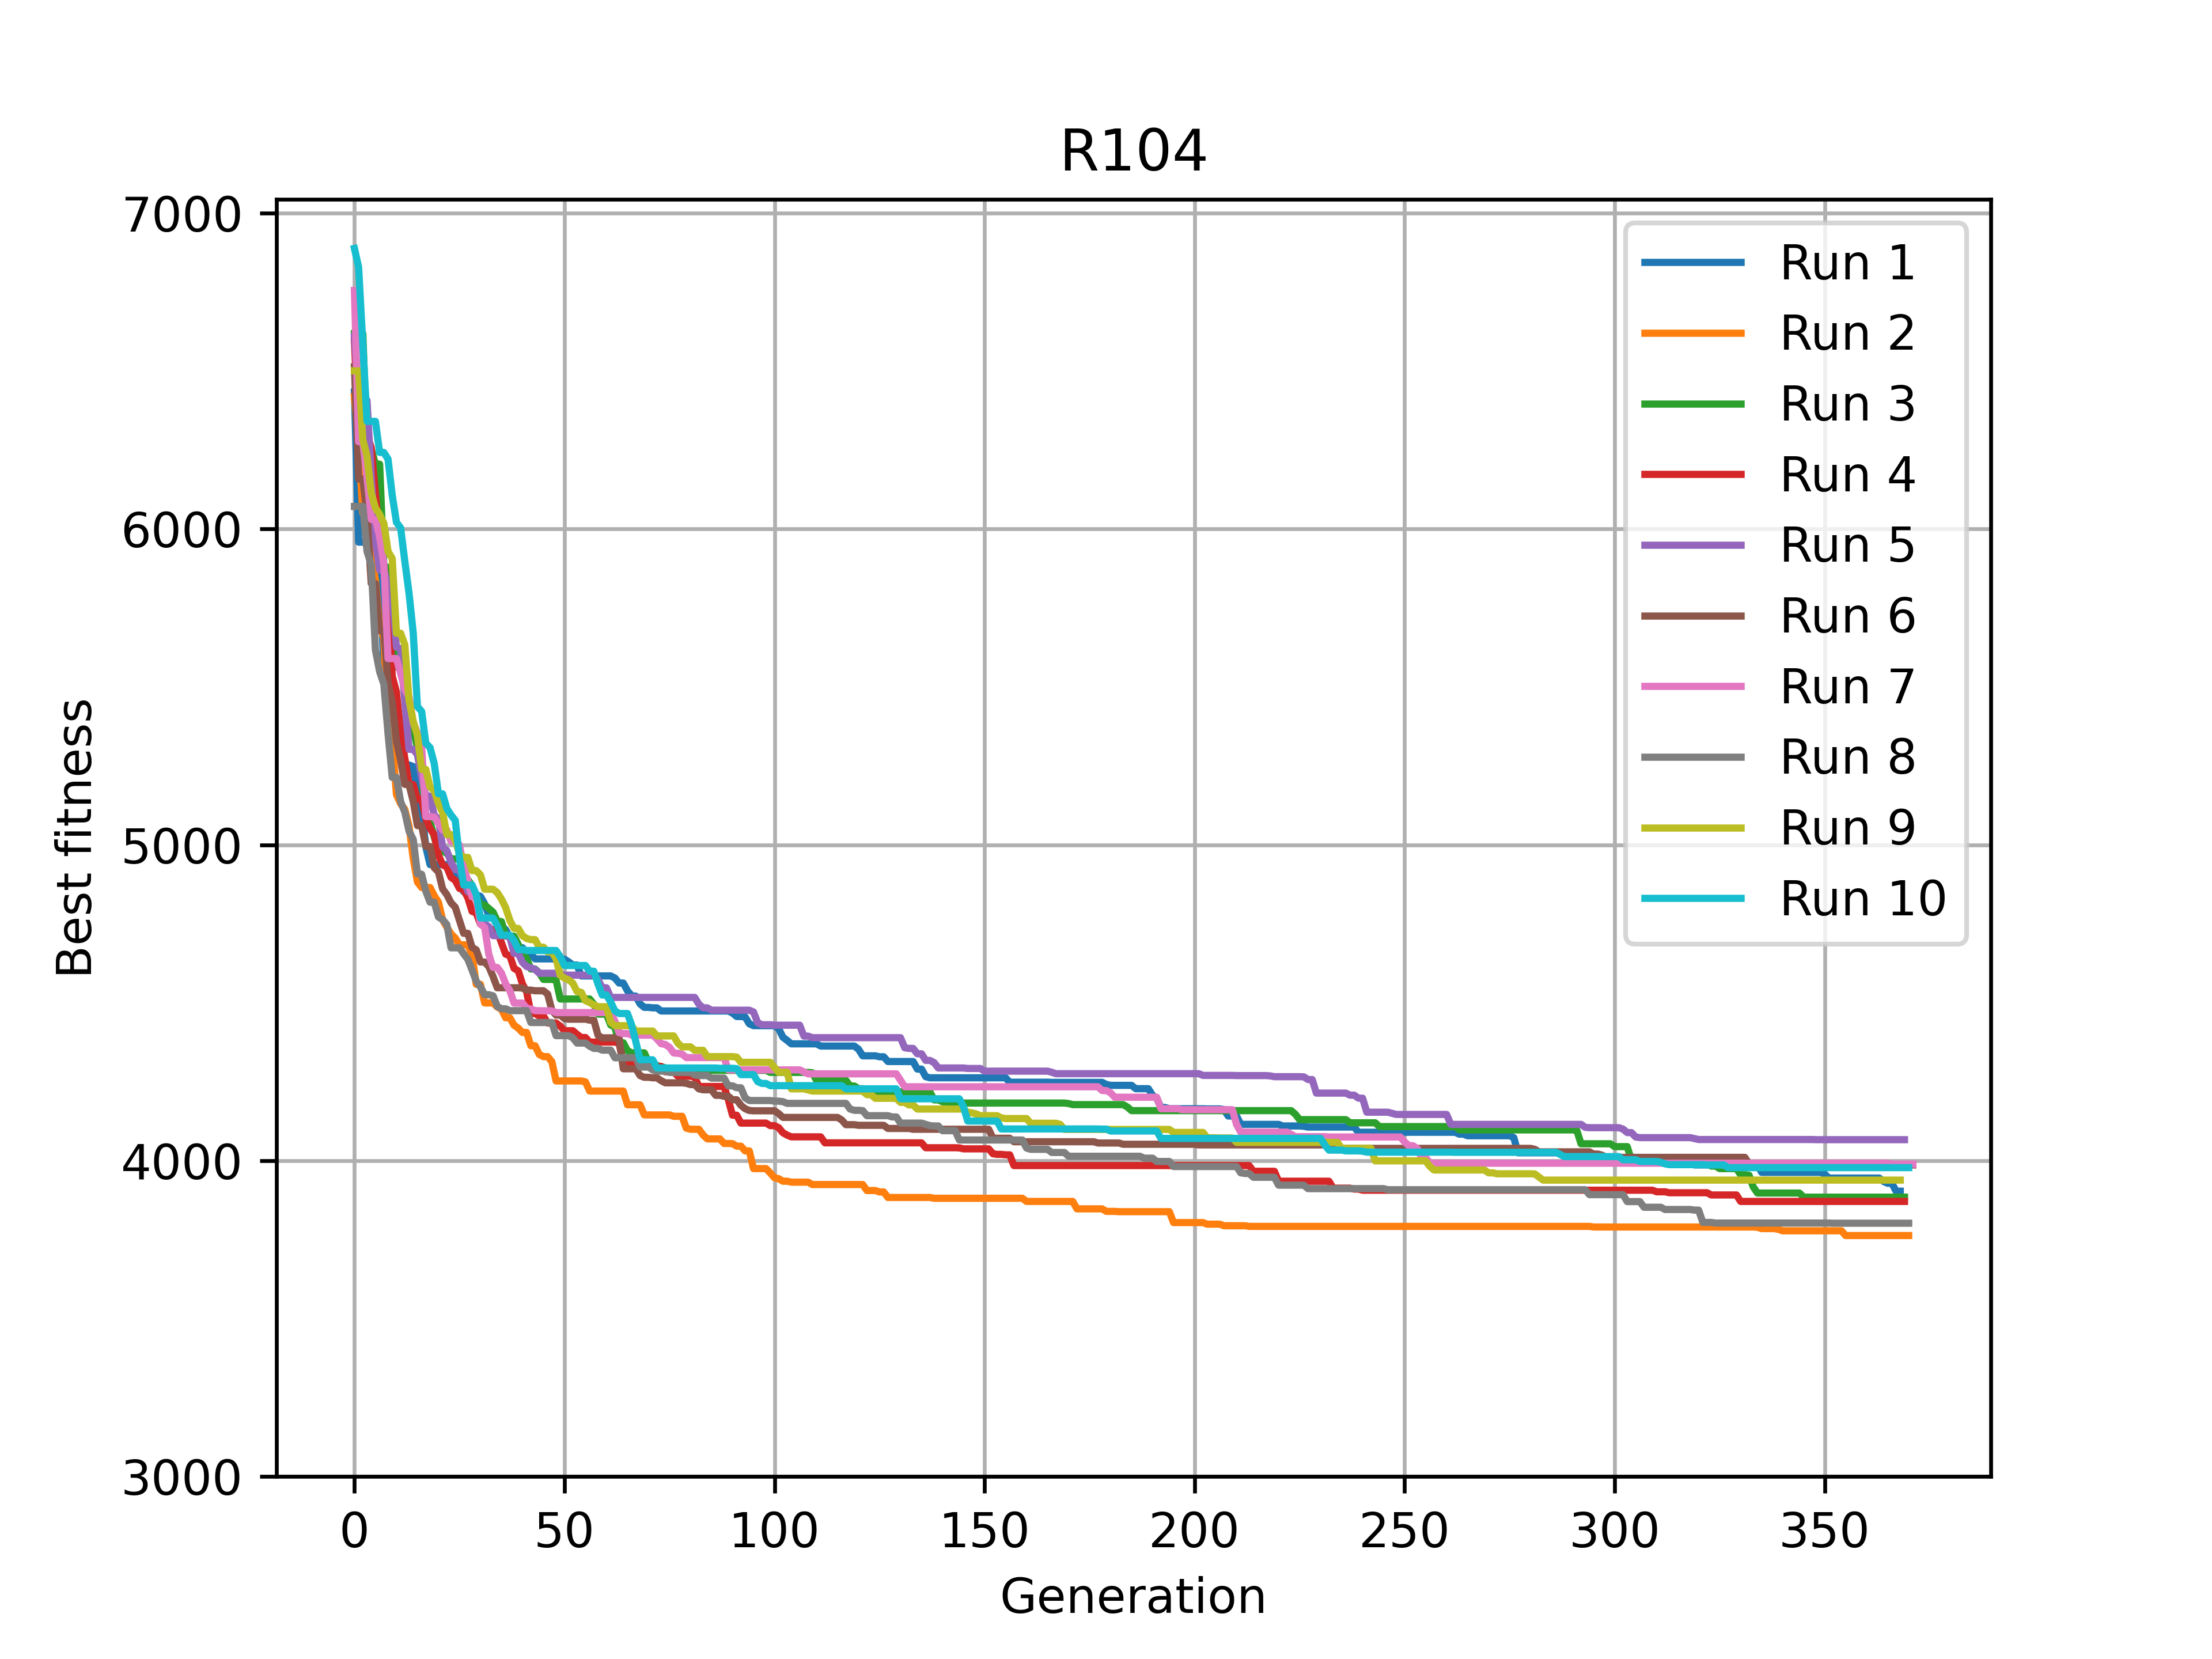 R104
7000
6000
5000
4000
3000
Best fitness
0 50 100 150 200 250 300 350
Generation
Run 1
Run 2
Run 3
Run 4
Run 5
Run 6
Run 7
Run 8
Run 9
Run 10